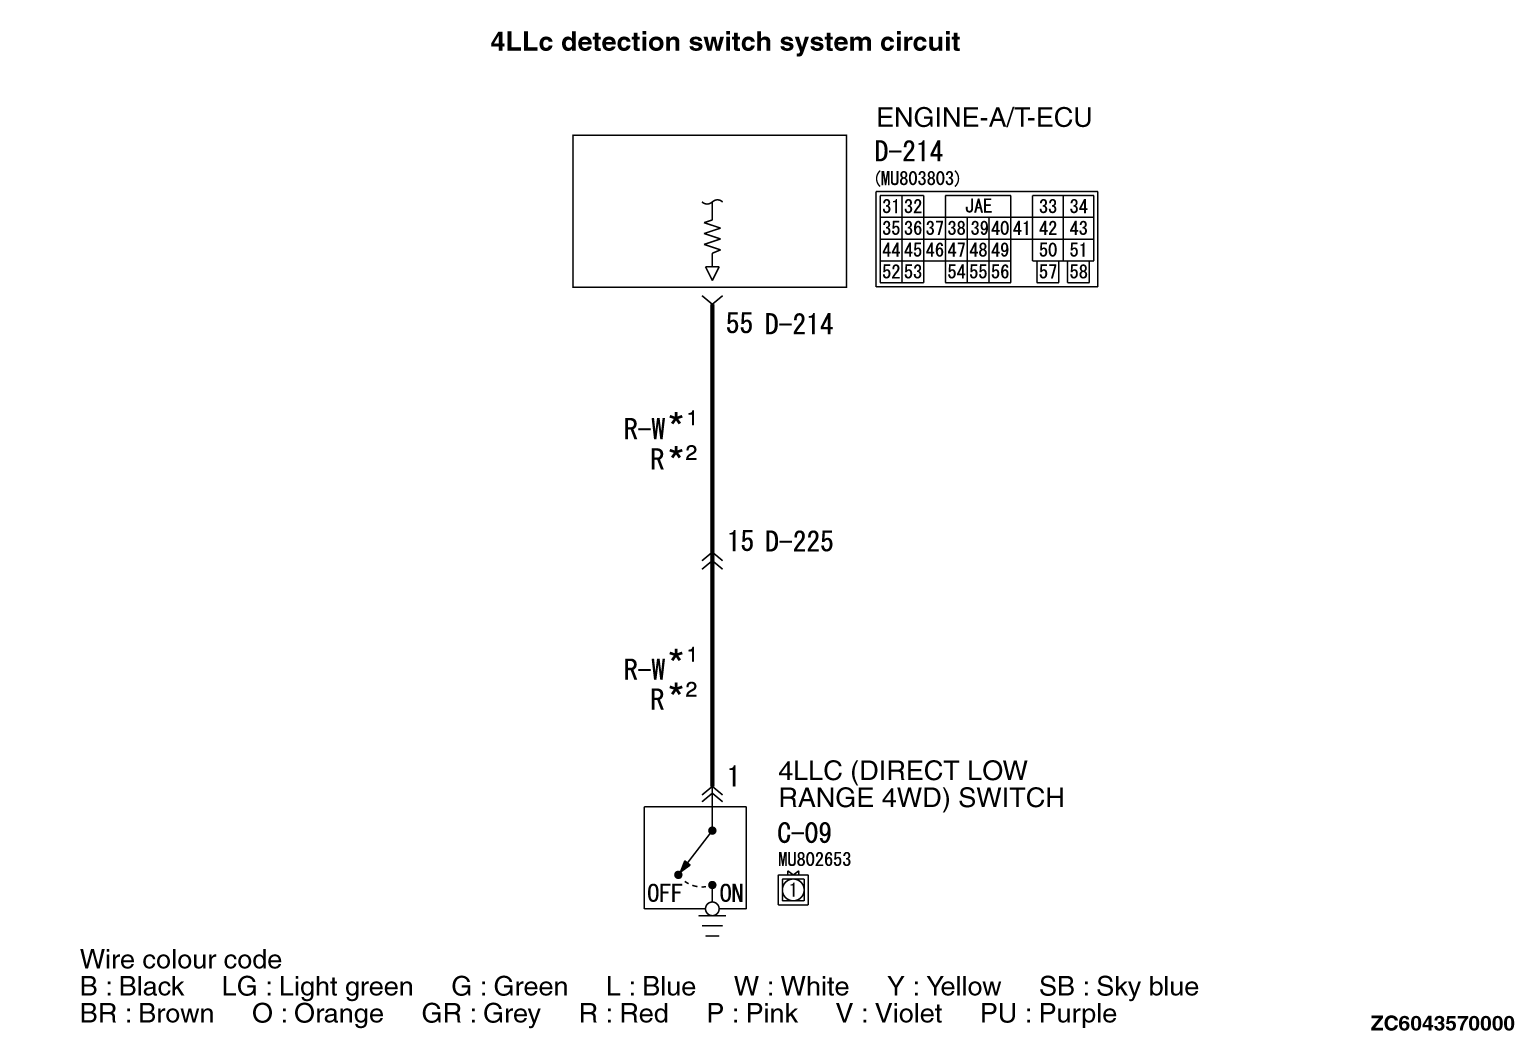 4LLc detection switch system circuit
ENGINE-A/T-ECU
D-214
(MU803803)
31 32 JAE 33 34
35 36 37 38 39 40 41 42 43
44 45 46 47 48 49 50 51
52 53 54 55 56 57 58
55 D-214
R-W*1
R*2
15 D-225
R-W*1
R*2
1
4LLC (DIRECT LOW
RANGE 4WD) SWITCH
C-09
MU802653
1
OFF ON
Wire colour code
B : Black LG : Light green G : Green L : Blue W : White Y : Yellow SB : Sky blue
BR : Brown O : Orange GR : Grey R : Red P : Pink V : Violet PU : Purple
ZC6043570000